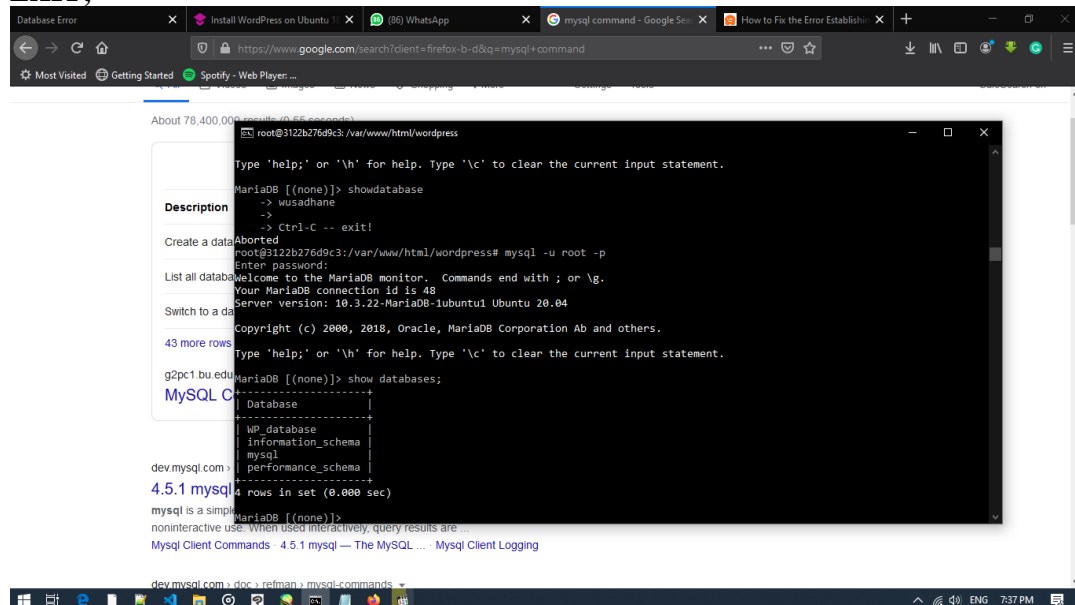 Database Error
Install WordPress on Ubuntu 1
(86) WhatsApp
mysql command - Google Sear
How to Fix the Error Establishin
https://www.google.com/search?client=firefox-b-d&q=mysql+command
Most Visited
Getting Started
Spotify - Web Player: ...
About 78,400,000 results (0.55 seconds)
root@3122b276d9c3: /var/www/html/wordpress
Type 'help;' or '\h' for help. Type '\c' to clear the current input statement.
MariaDB [(none)]> showdatabase
-> wusadhane
->
-> Ctrl-C -- exit!
Aborted
root@3122b276d9c3:/var/www/html/wordpress# mysql -u root -p
Enter password:
Welcome to the MariaDB monitor.  Commands end with ; or \g.
Your MariaDB connection id is 48
Server version: 10.3.22-MariaDB-1ubuntu1 Ubuntu 20.04
Copyright (c) 2000, 2018, Oracle, MariaDB Corporation Ab and others.
Type 'help;' or '\h' for help. Type '\c' to clear the current input statement.
MariaDB [(none)]> show databases;
+--------------------+
| Database           |
+--------------------+
| WP_database        |
| information_schema |
| mysql              |
| performance_schema |
+--------------------+
4 rows in set (0.000 sec)
MariaDB [(none)]>
Description
Create a data
List all databa
Switch to a da
43 more rows
g2pc1.bu.edu
MySQL C
dev.mysql.com ›
4.5.1 mysql
mysql is a simple
noninteractive use. When used interactively, query results are ...
Mysql Client Commands · 4.5.1 mysql — The MySQL ... · Mysql Client Logging
dev.mysql.com › doc › refman › mysql-commands
ENG
7:37 PM